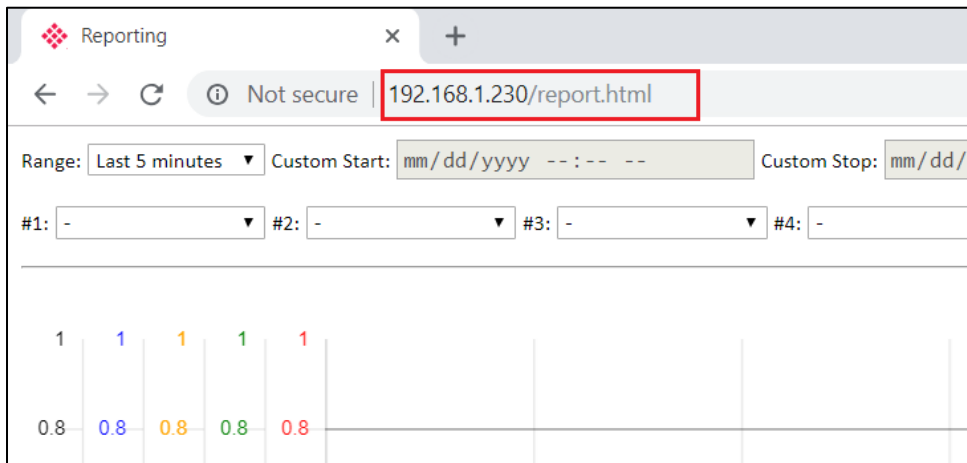 Reporting
Not secure 192.168.1.230/report.html
Range: Last 5 minutes Custom Start: mm/dd/yyyy --:-- -- Custom Stop: mm/dd/
#1: - #2: - #3: - #4: -
1 1 1 1 1
0.8 0.8 0.8 0.8 0.8